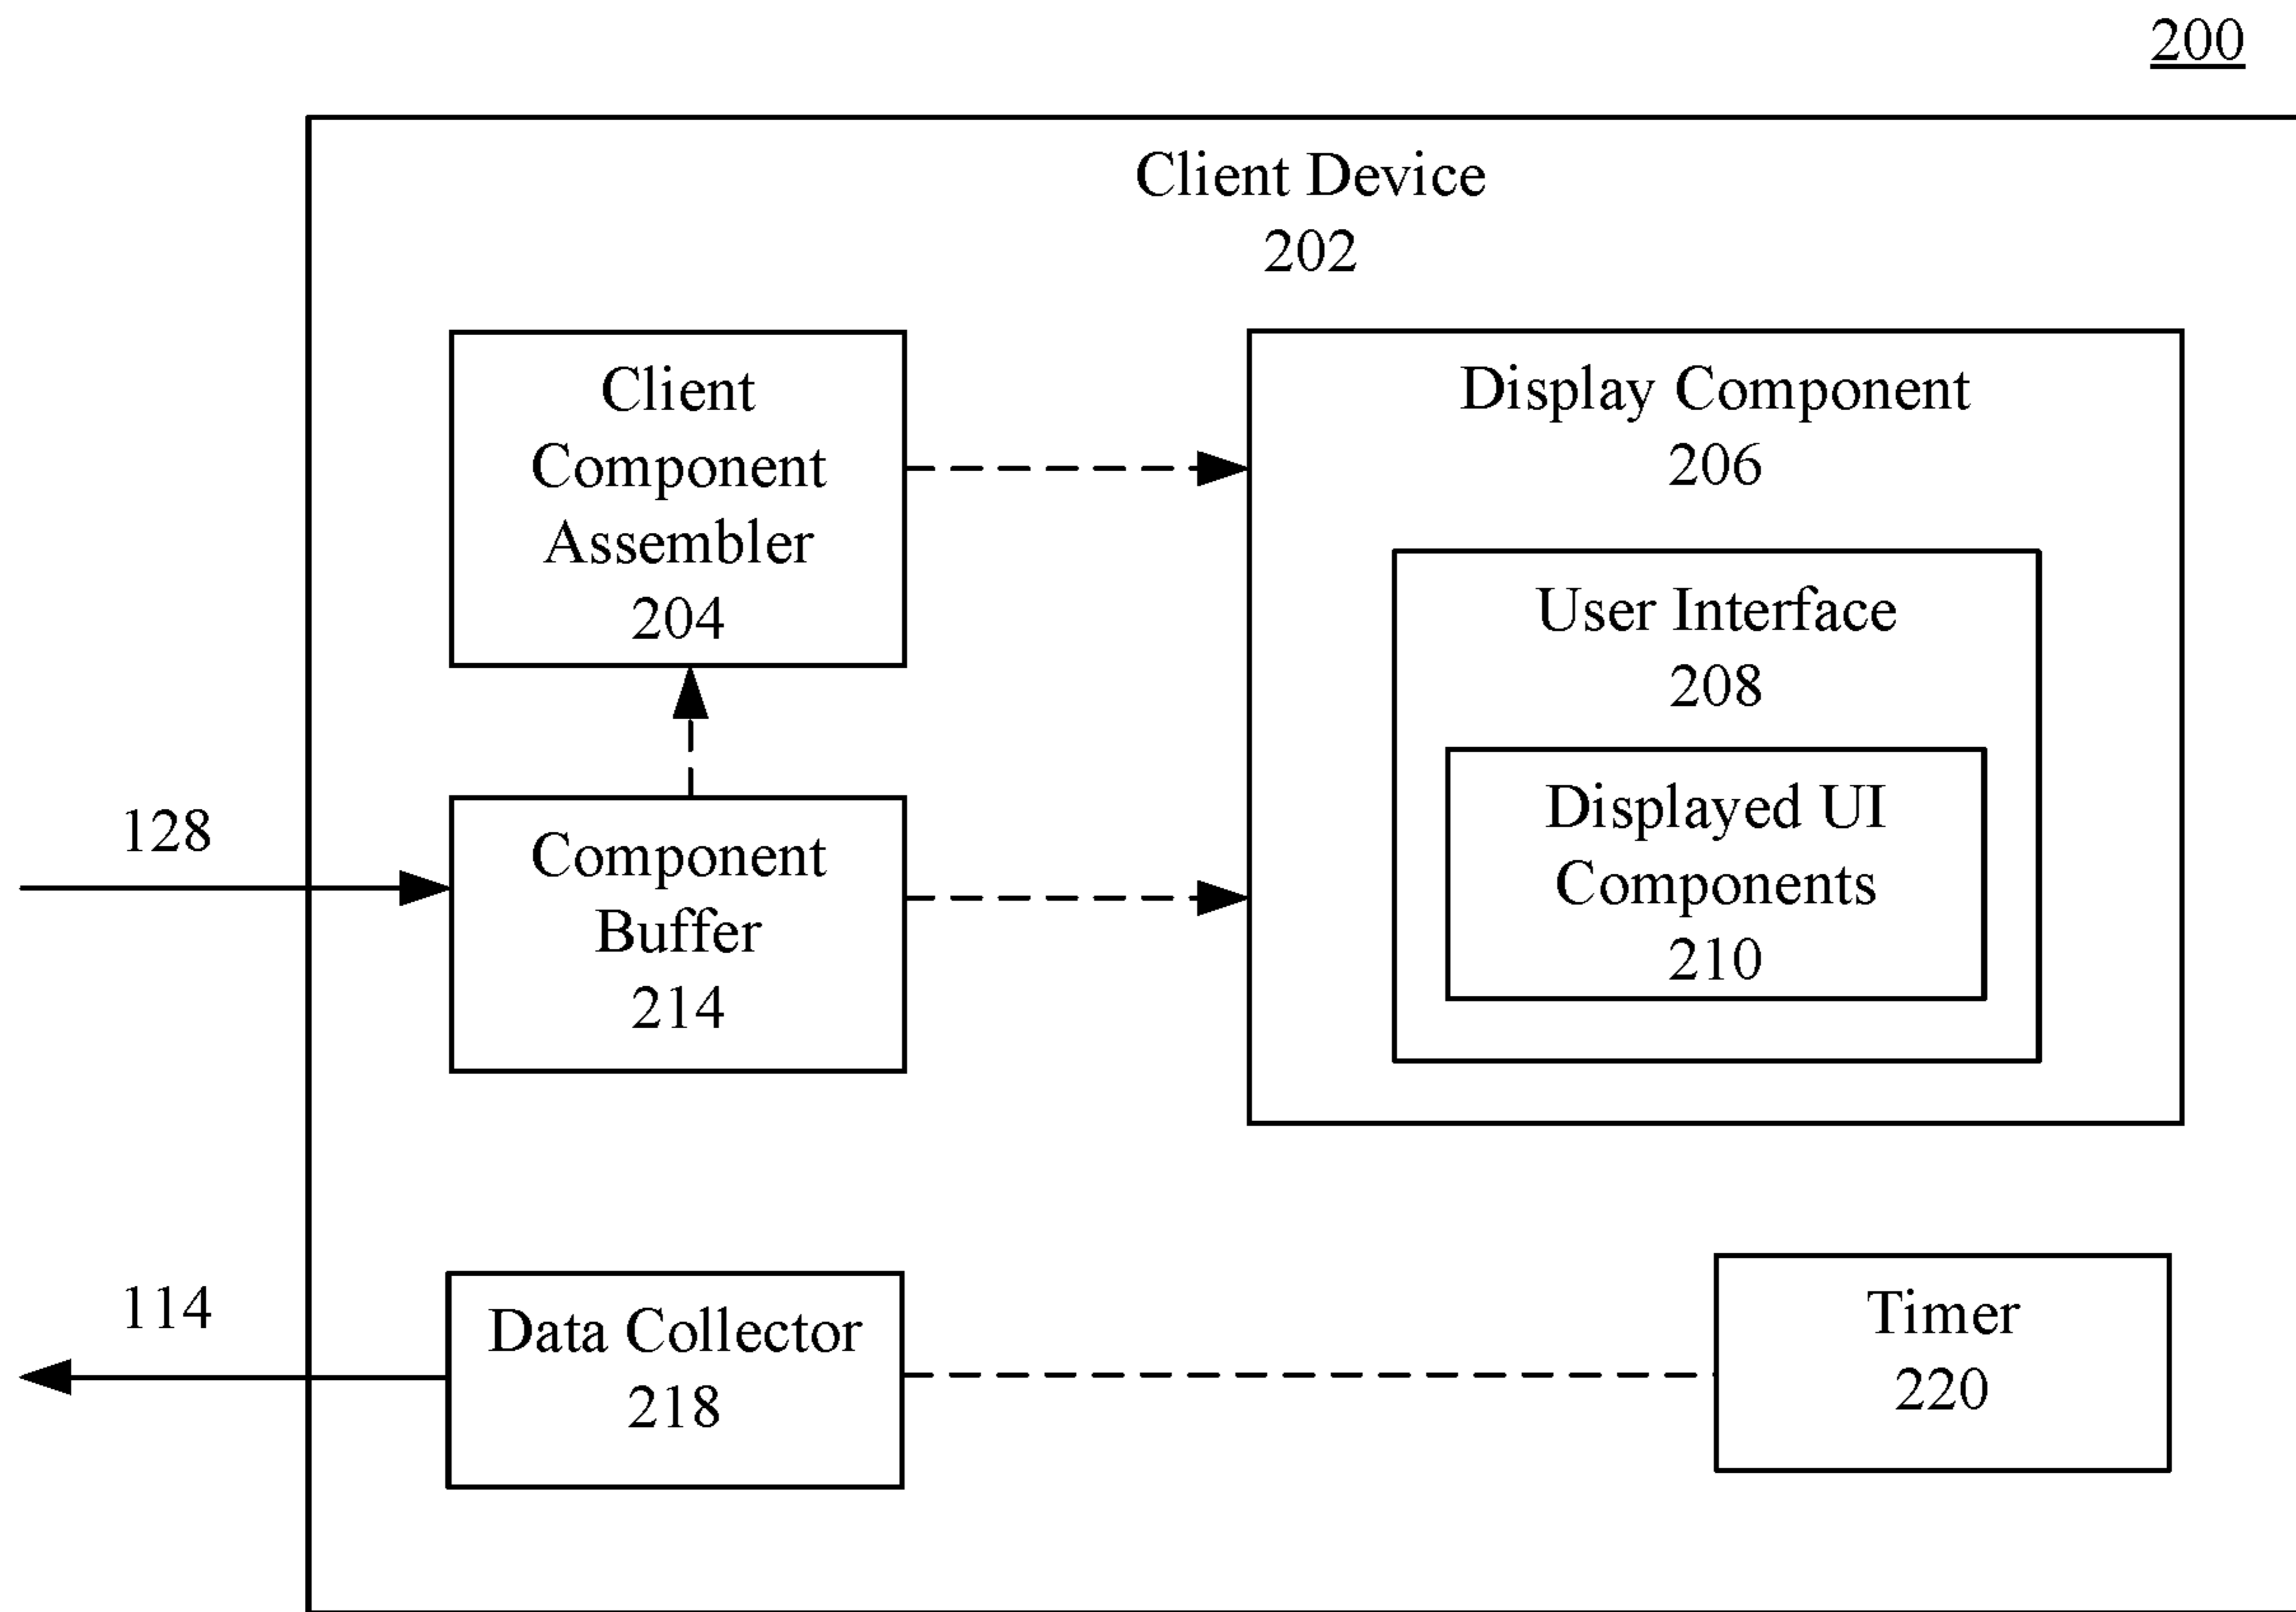 200
Client Device
202
Client
Component
Assembler
204
Display Component
206
User Interface
208
Displayed UI
Components
210
128
Component
Buffer
214
114
Data Collector
218
Timer
220